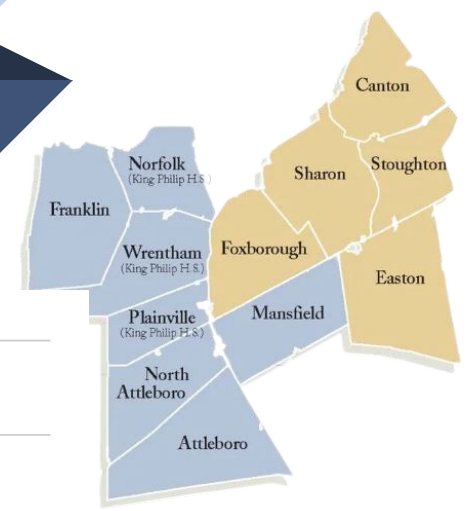 Canton
Norfolk
(King Philip H.S.)
Sharon
Stoughton
Franklin
Wrentham
(King Philip H.S.)
Foxborough
Easton
Plainville
(King Philip H.S.)
Mansfield
North
Attleboro
Attleboro